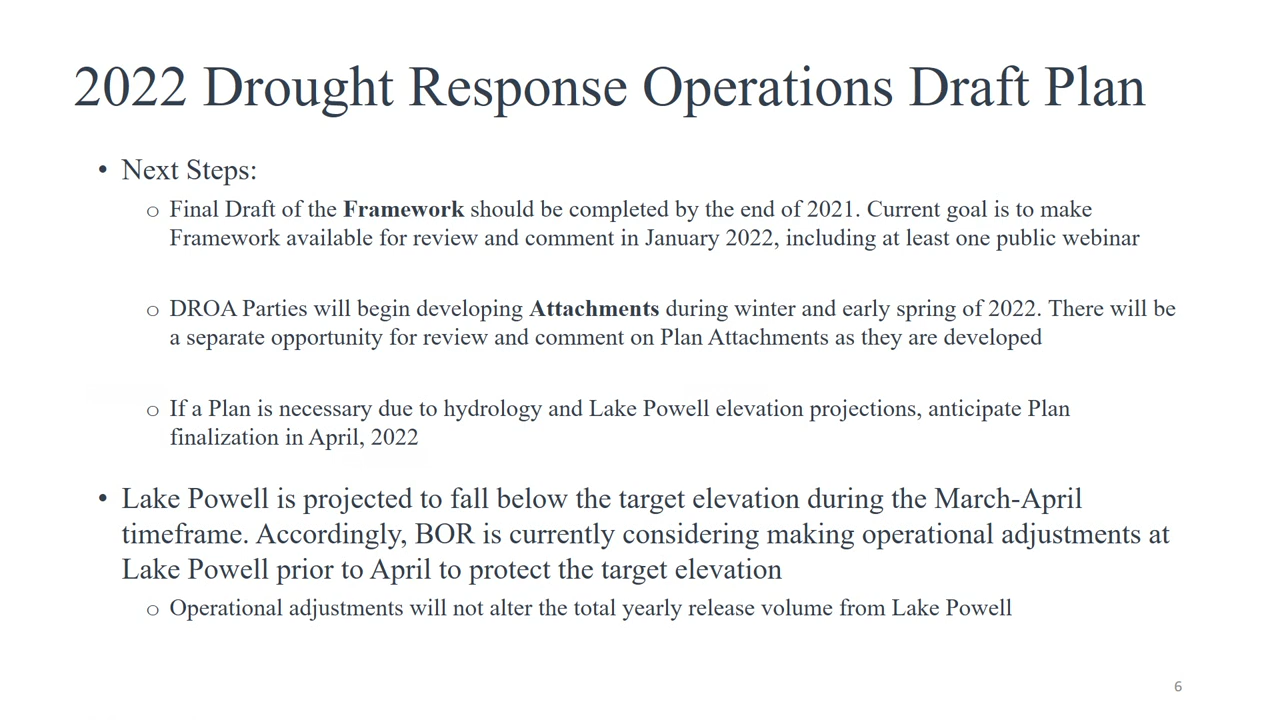 2022 Drought Response Operations Draft Plan
• Next Steps:
o Final Draft of the Framework should be completed by the end of 2021. Current goal is to make
Framework available for review and comment in January 2022, including at least one public webinar
o DROA Parties will begin developing Attachments during winter and early spring of 2022. There will be
a separate opportunity for review and comment on Plan Attachments as they are developed
o If a Plan is necessary due to hydrology and Lake Powell elevation projections, anticipate Plan
finalization in April, 2022
• Lake Powell is projected to fall below the target elevation during the March-April
timeframe. Accordingly, BOR is currently considering making operational adjustments at
Lake Powell prior to April to protect the target elevation
o Operational adjustments will not alter the total yearly release volume from Lake Powell
6